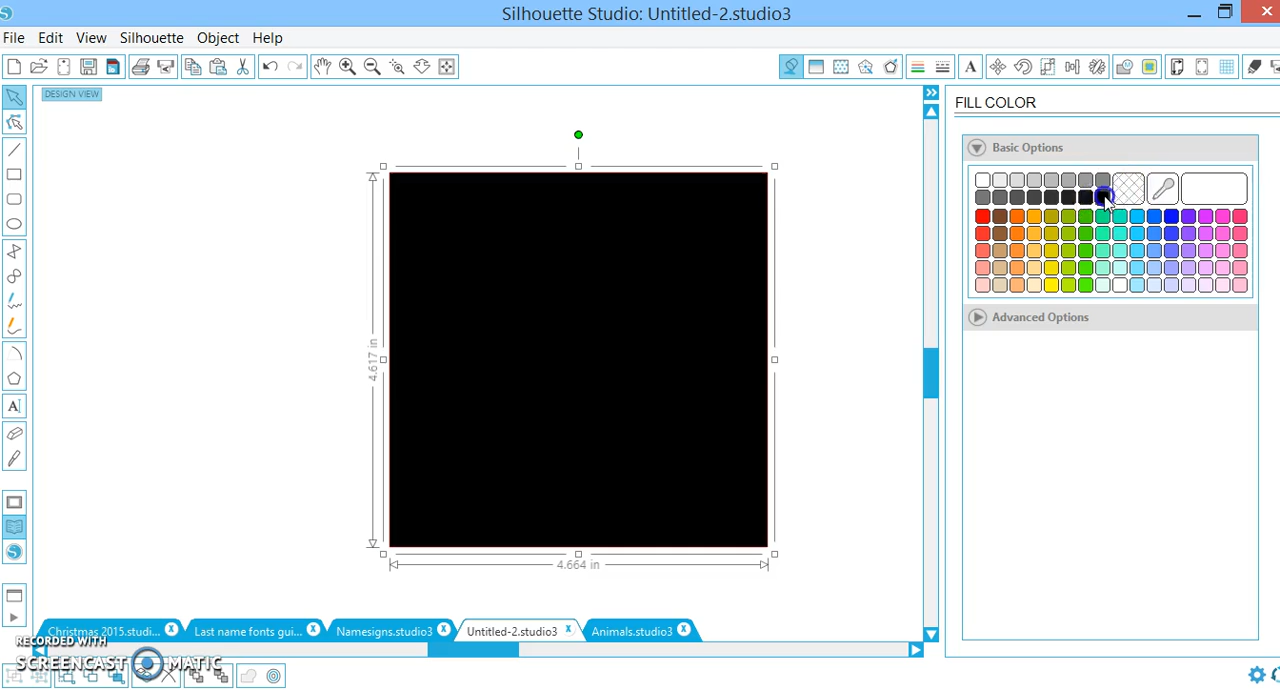 Silhouette Studio: Untitled-2.studio3
File Edit View Silhouette Object Help
DESIGN VIEW
FILL COLOR
Basic Options
Advanced Options
4.617 in
4.664 in
Christmas 2015.studi... Last name fonts gui... Namesigns.studio3 Untitled-2.studio3 Animals.studio3
RECORDED WITH
SCREENCAST MATIC